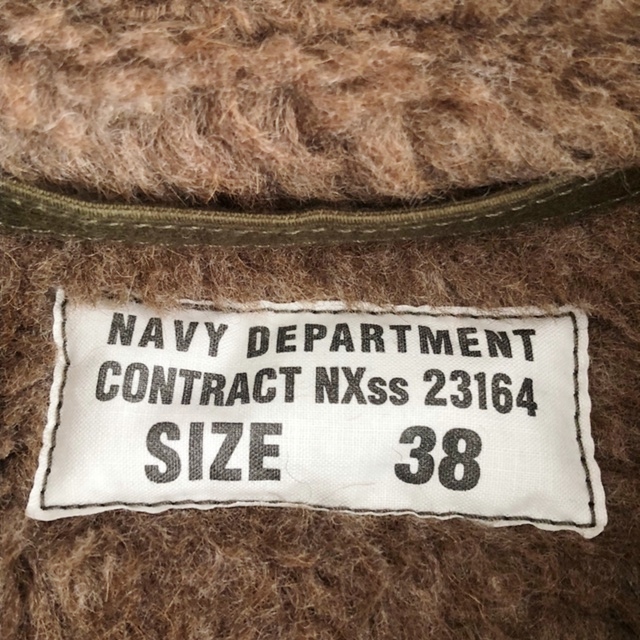 NAVY DEPARTMENT
CONTRACT NXss 23164
SIZE 38